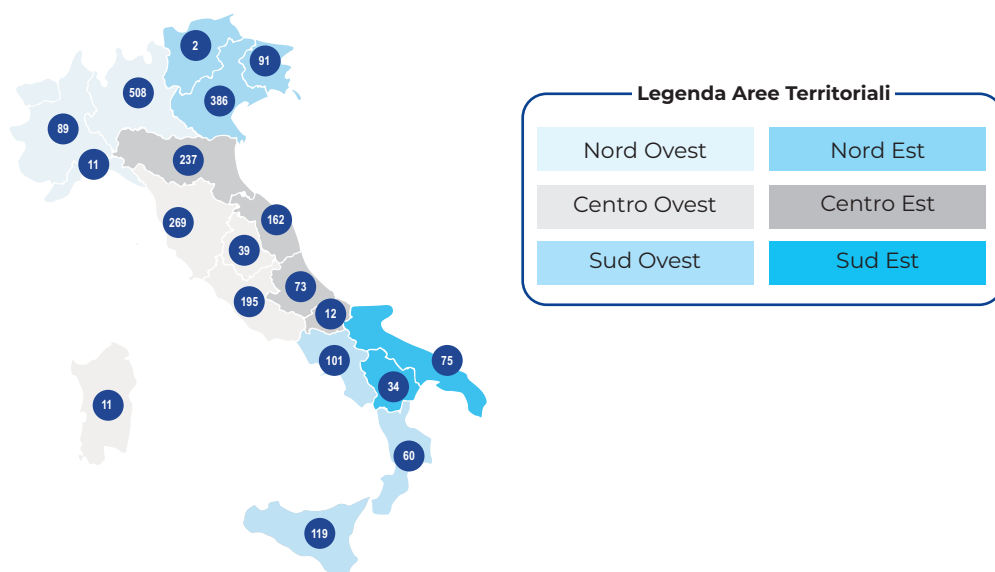 2
91
508
386
89
11
237
269
162
39
73
195
12
101
75
34
11
60
119
Legenda Aree Territoriali
Nord Ovest
Nord Est
Centro Ovest
Centro Est
Sud Ovest
Sud Est